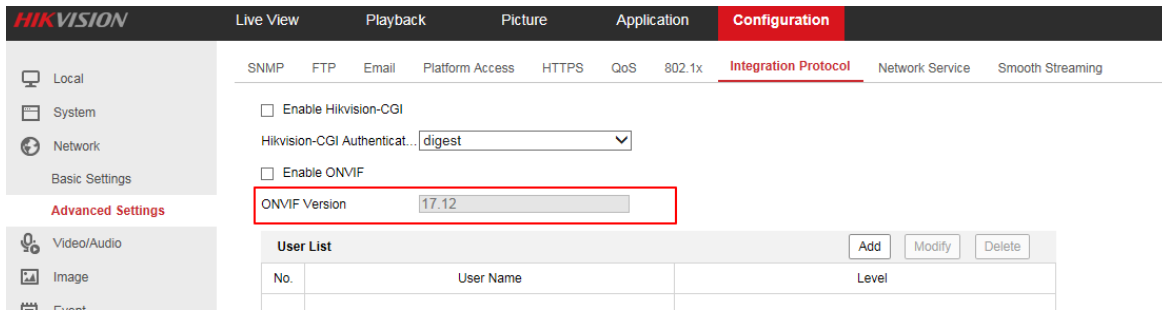 HIKVISION Live View Playback Picture Application Configuration
SNMP FTP Email Platform Access HTTPS QoS 802.1x Integration Protocol Network Service Smooth Streaming
Local
System
Network
Basic Settings
Advanced Settings
Video/Audio
Image
Event
Enable Hikvision-CGI
Hikvision-CGI Authenticat... digest
Enable ONVIF
ONVIF Version 17.12
User List Add Modify Delete
No. User Name Level